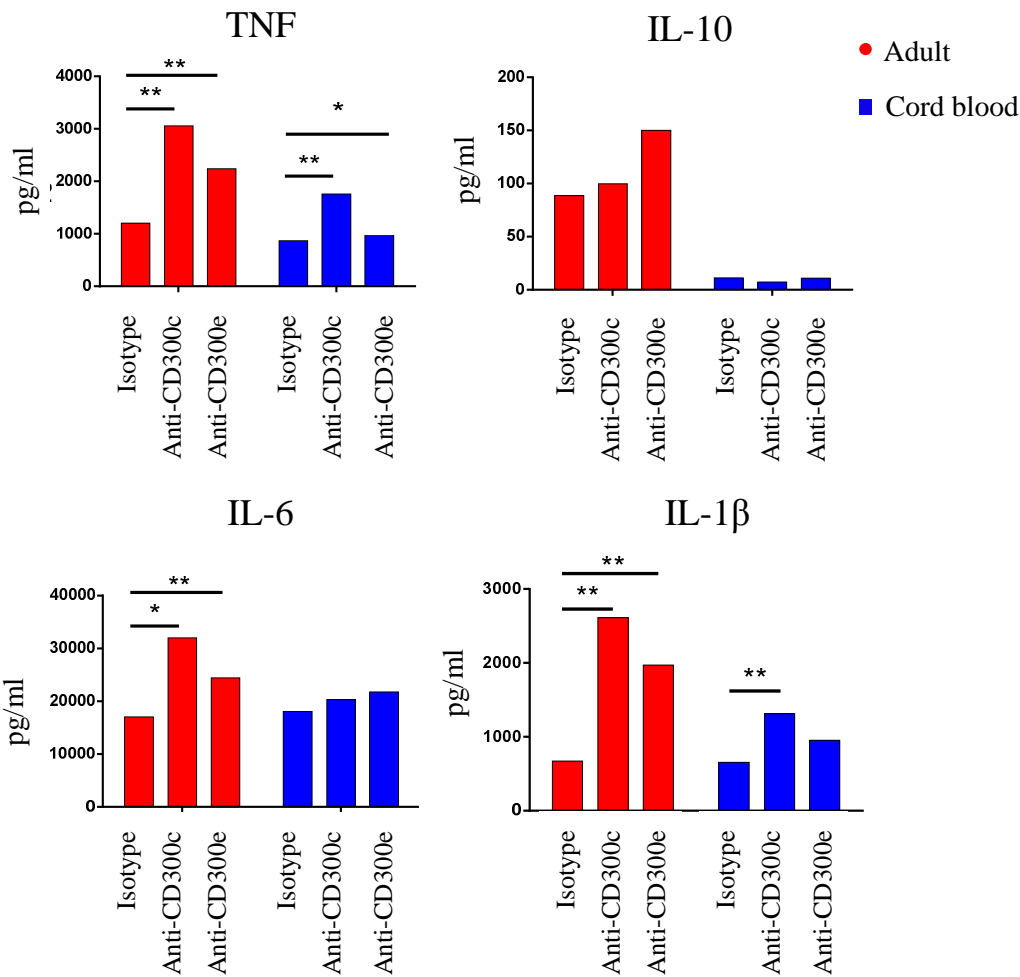 TNF
IL-10
Adult
Cord blood
pg/ml
4000
3000
2000
1000
0
**
**
**
*
Isotype
Anti-CD300c
Anti-CD300e
Isotype
Anti-CD300c
Anti-CD300e
pg/ml
200
150
100
50
0
Isotype
Anti-CD300c
Anti-CD300e
Isotype
Anti-CD300c
Anti-CD300e
IL-6
IL-1β
pg/ml
40000
30000
20000
10000
0
**
*
Isotype
Anti-CD300c
Anti-CD300e
Isotype
Anti-CD300c
Anti-CD300e
pg/ml
3000
2000
1000
0
**
**
**
Isotype
Anti-CD300c
Anti-CD300e
Isotype
Anti-CD300c
Anti-CD300e